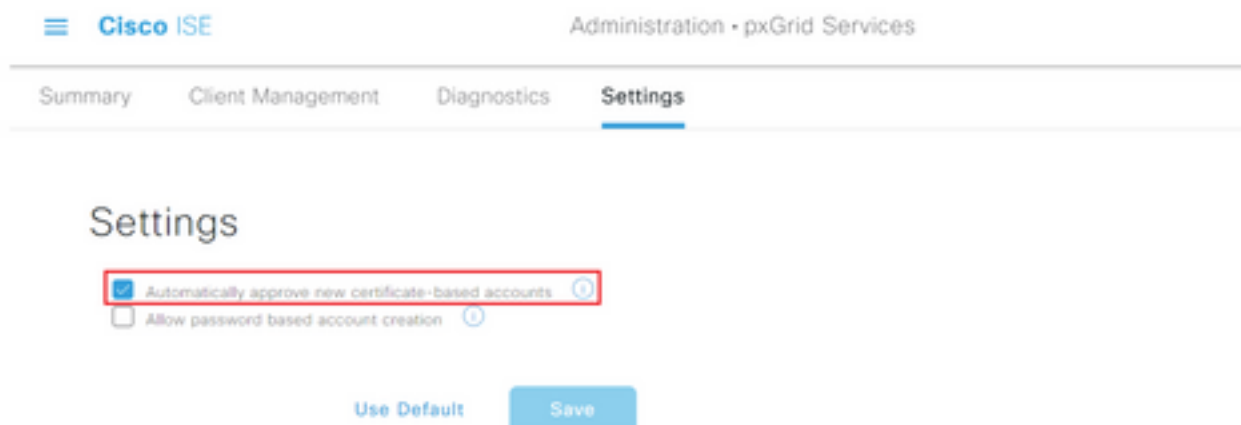 Cisco ISE Administration · pxGrid Services
Summary Client Management Diagnostics Settings
Settings
Automatically approve new certificate-based accounts
Allow password based account creation
Use Default Save